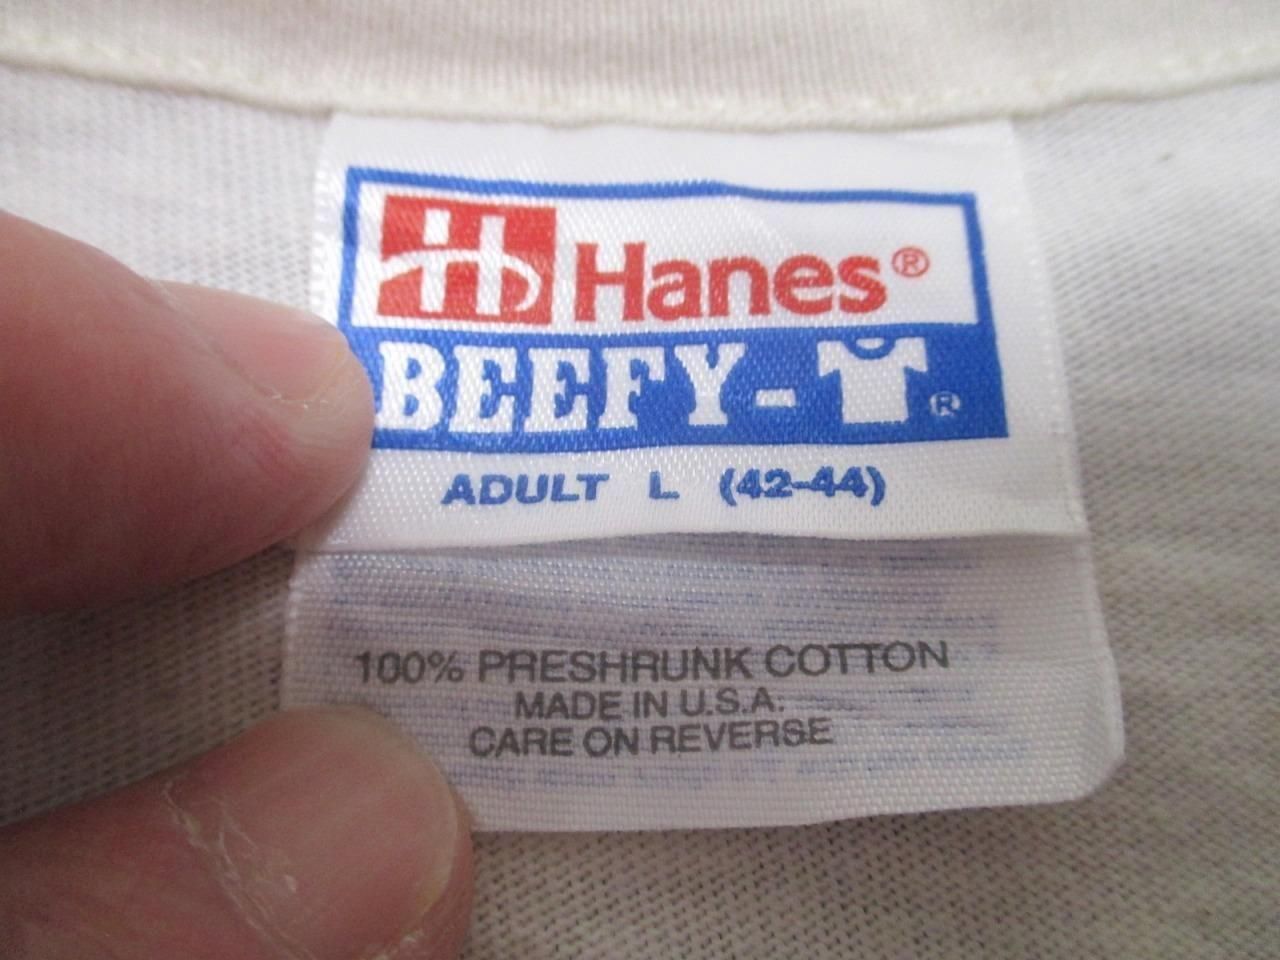 Hanes®
BEEFY-®
ADULT L (42-44)
100% PRESHRUNK COTTON
MADE IN U.S.A.
CARE ON REVERSE